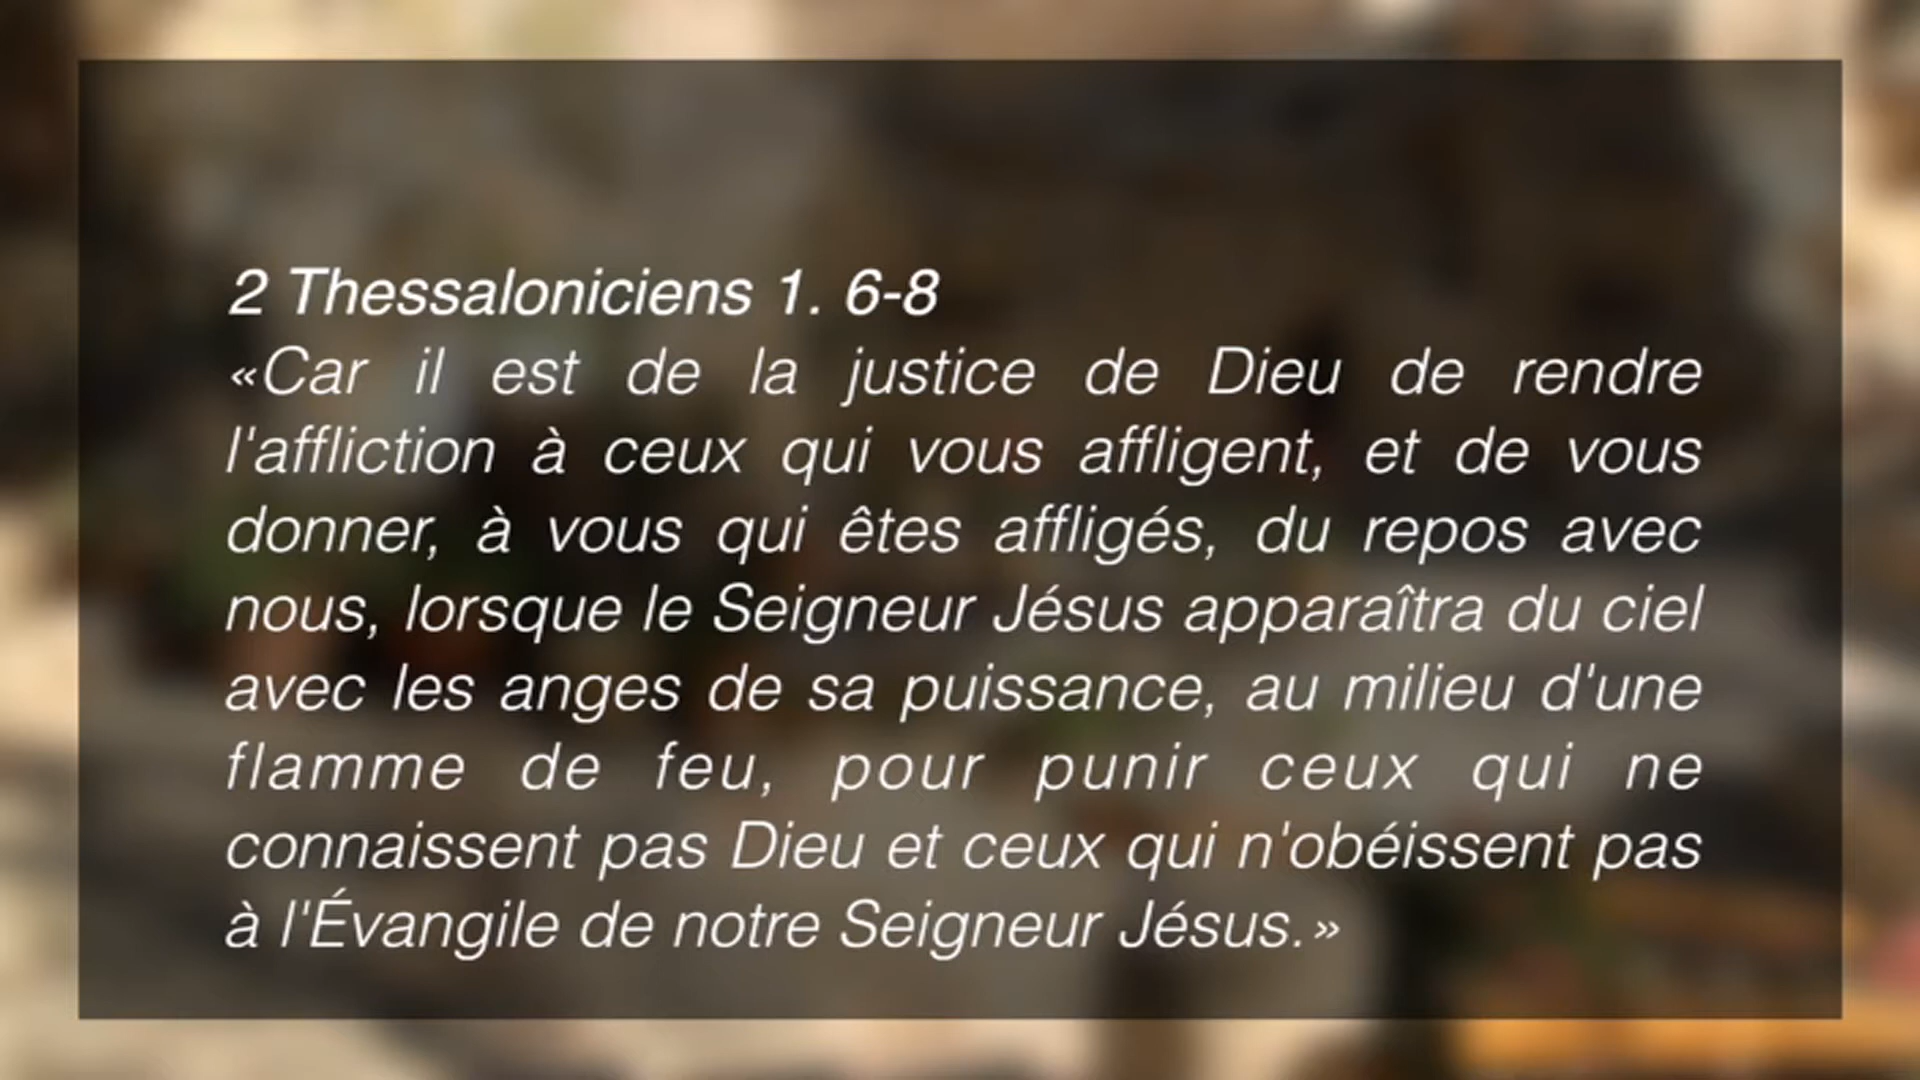 2 Thessaloniciens 1. 6-8
«Car il est de la justice de Dieu de rendre
l'affliction à ceux qui vous affligent, et de vous
donner, à vous qui êtes affligés, du repos avec
nous, lorsque le Seigneur Jésus apparaîtra du ciel
avec les anges de sa puissance, au milieu d'une
flamme de feu, pour punir ceux qui ne
connaissent pas Dieu et ceux qui n'obéissent pas
à l'Évangile de notre Seigneur Jésus.»